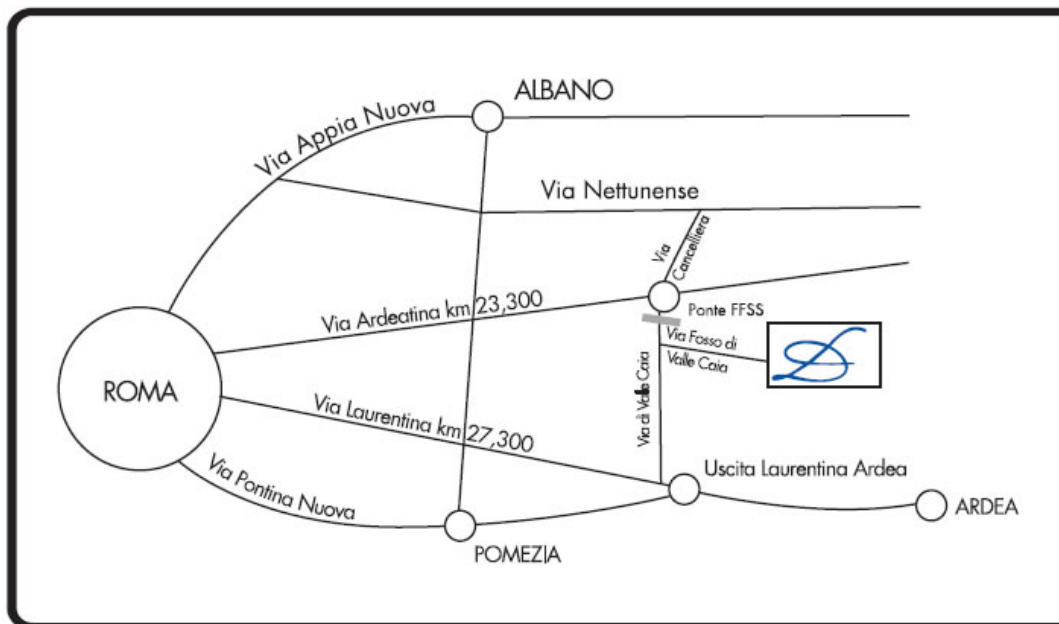 ALBANO
Via Appia Nuova
Via Nettunense
Via
Cancelliera
Via Ardeatina km 23,300
Ponte FFSS
Via Fosso di
Valle Caia
ROMA
Via di Valle Caia
Via Laurentina km 27,300
Uscita Laurentina Ardea
Via Pontina Nuova
ARDEA
POMEZIA